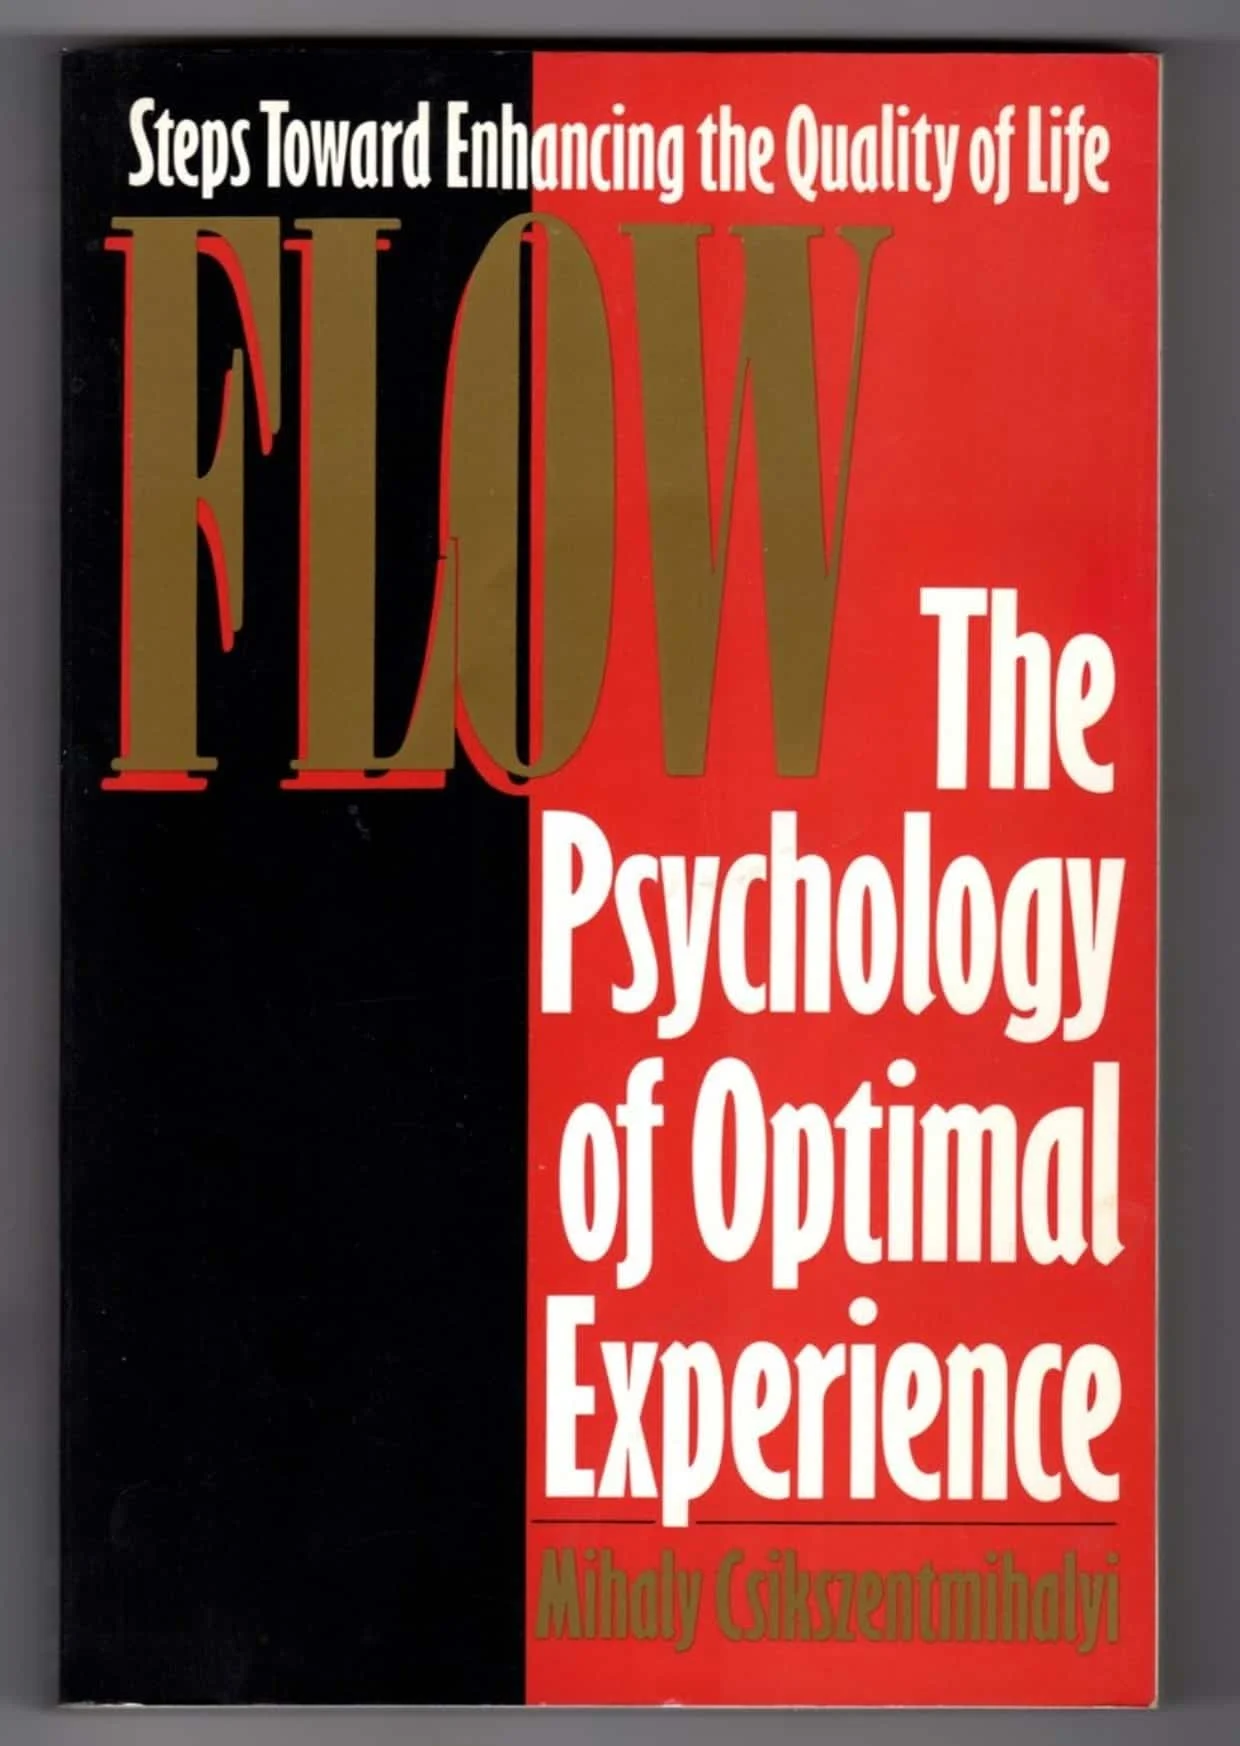 Steps Toward Enhancing the Quality of Life
FLOW
The
Psychology
of Optimal
Experience
Mihaly Csikszentmihalyi